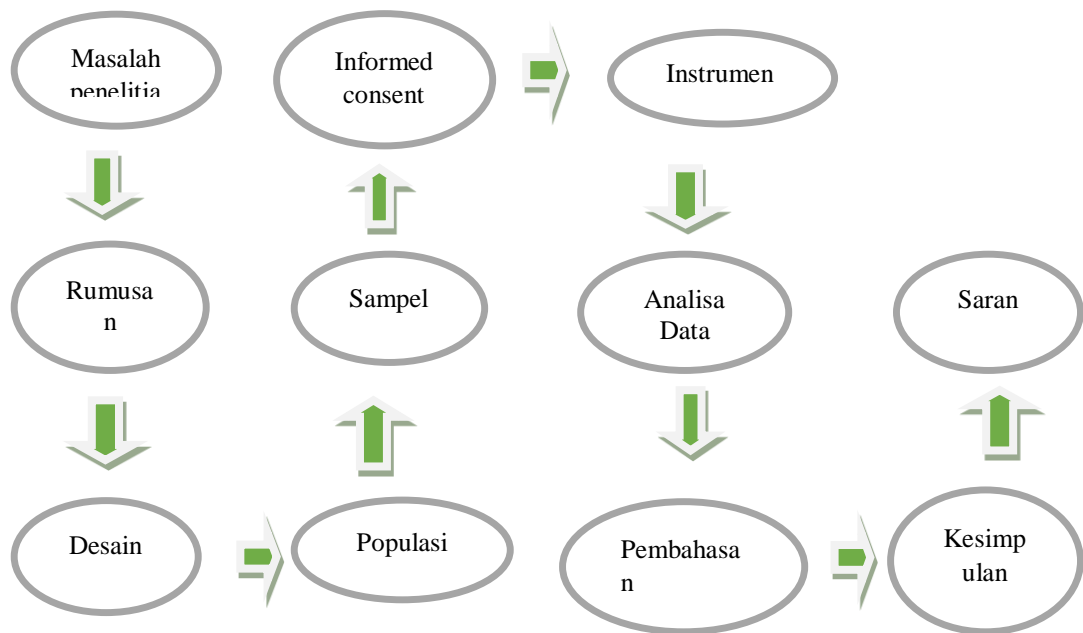 Masalah
penelitia
Rumusa
n
Desain
Populasi
Sampel
Informed
consent
Instrumen
Analisa
Data
Pembahasa
n
Kesimp
ulan
Saran